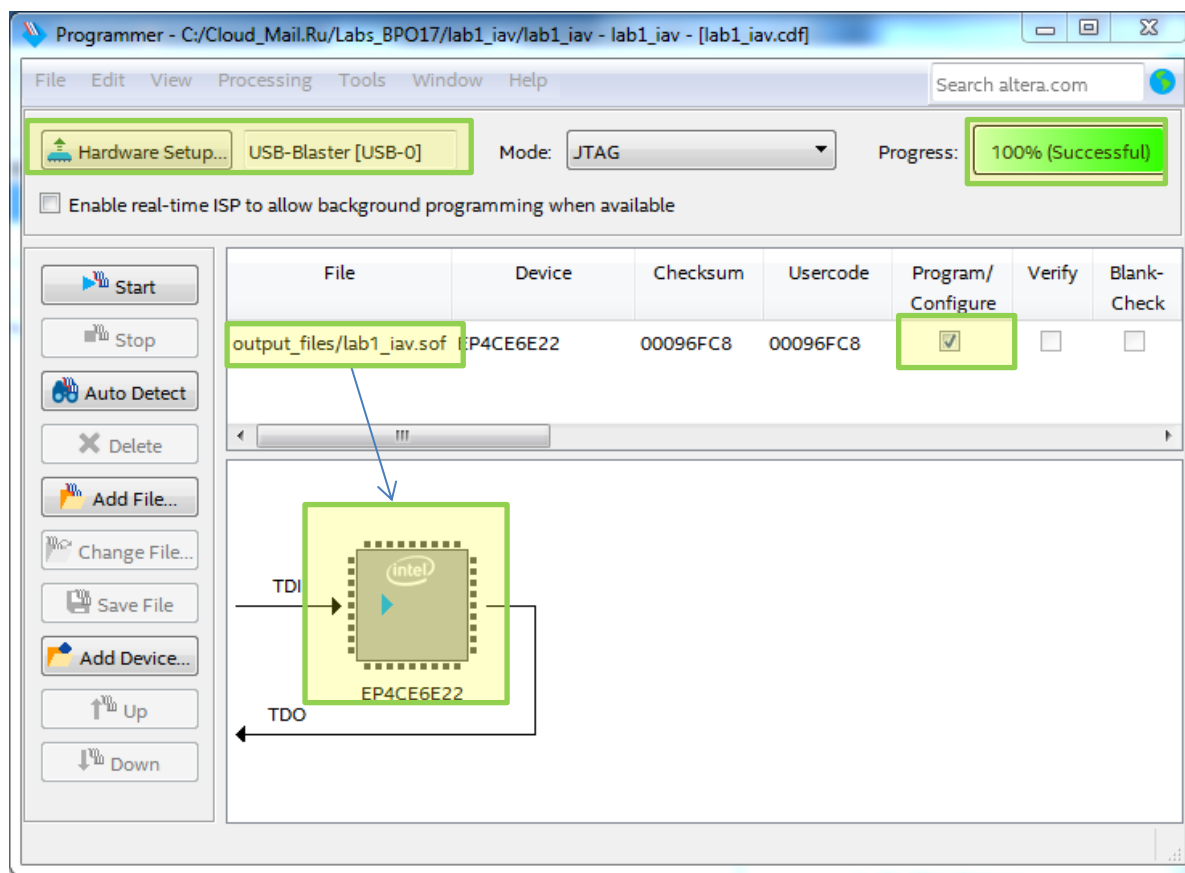 Programmer - C:/Cloud_Mail.Ru/Labs_BPO17/lab1_iav/lab1_iav - lab1_iav - [lab1_iav.cdf]
File Edit View Processing Tools Window Help
Search altera.com
Hardware Setup... USB-Blaster [USB-0] Mode: JTAG Progress: 100% (Successful)
Enable real-time ISP to allow background programming when available
Start
Stop
Auto Detect
Delete
Add File...
Change File...
Save File
Add Device...
Up
Down
File Device Checksum Usercode Program/ Verify Blank-
Configure Check
output_files/lab1_iav.sof EP4CE6E22 00096FC8 00096FC8
intel
TDI
EP4CE6E22
TDO